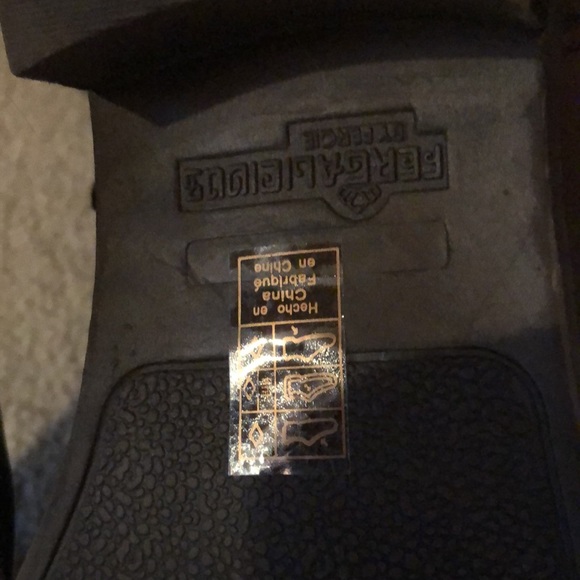 FERGALICIOUS
BY FERGIE
Hecho en
China
Fabriqué
en Chine